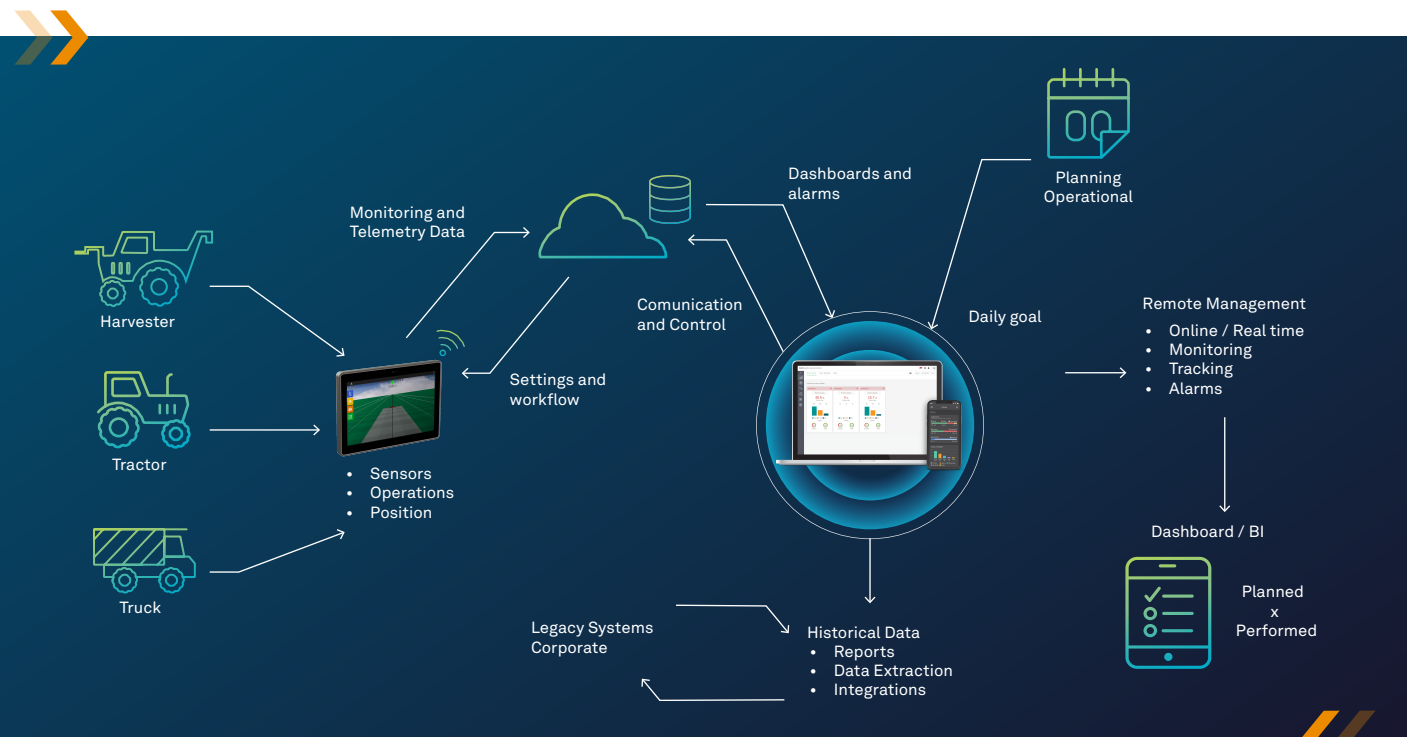 Planning
Operational
Dashboards and
alarms
Monitoring and
Telemetry Data
Harvester
Comunication
and Control
Daily goal
Remote Management
• Online / Real time
• Monitoring
• Tracking
• Alarms
Settings and
workflow
Tractor
• Sensors
• Operations
• Position
Truck
Dashboard / BI
Planned
x
Performed
Legacy Systems
Corporate
Historical Data
• Reports
• Data Extraction
• Integrations